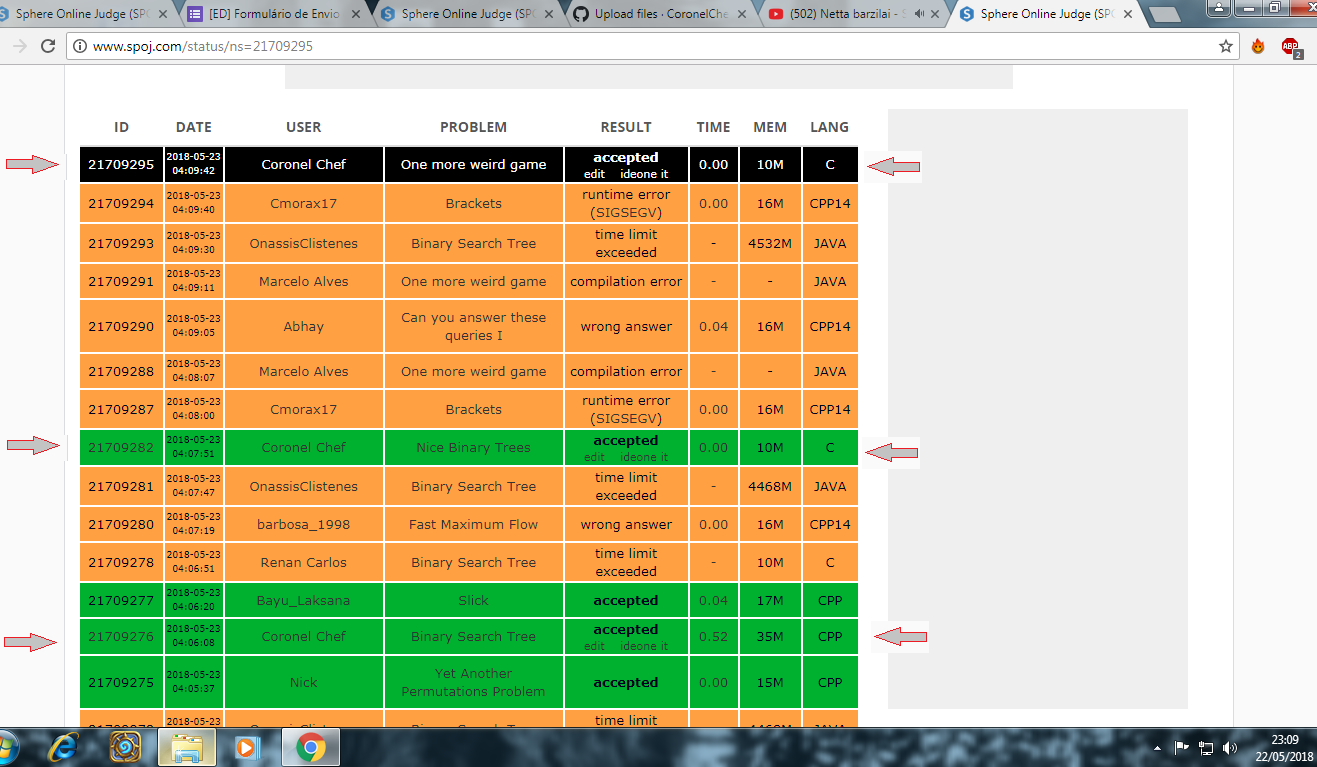 Sphere Online Judge (SPO
[ED] Formulário de Envio
Sphere Online Judge (SPO
Upload files · CoronelChe
(502) Netta barzilai - S
Sphere Online Judge (SPO
www.spoj.com/status/ns=21709295
ABP
2
ID DATE USER PROBLEM RESULT TIME MEM LANG
21709295 2018-05-23 04:09:42 Coronel Chef One more weird game accepted edit ideone it 0.00 10M C
21709294 2018-05-23 04:09:40 Cmorax17 Brackets runtime error (SIGSEGV) 0.00 16M CPP14
21709293 2018-05-23 04:09:30 OnassisClistenes Binary Search Tree time limit exceeded - 4532M JAVA
21709291 2018-05-23 04:09:11 Marcelo Alves One more weird game compilation error - - JAVA
21709290 2018-05-23 04:09:05 Abhay Can you answer these queries I wrong answer 0.04 16M CPP14
21709288 2018-05-23 04:08:07 Marcelo Alves One more weird game compilation error - - JAVA
21709287 2018-05-23 04:08:00 Cmorax17 Brackets runtime error (SIGSEGV) 0.00 16M CPP14
21709282 2018-05-23 04:07:51 Coronel Chef Nice Binary Trees accepted edit ideone it 0.00 10M C
21709281 2018-05-23 04:07:47 OnassisClistenes Binary Search Tree time limit exceeded - 4468M JAVA
21709280 2018-05-23 04:07:19 barbosa_1998 Fast Maximum Flow wrong answer 0.00 16M CPP14
21709278 2018-05-23 04:06:51 Renan Carlos Binary Search Tree time limit exceeded - 10M C
21709277 2018-05-23 04:06:20 Bayu_Laksana Slick accepted 0.04 17M CPP
21709276 2018-05-23 04:06:08 Coronel Chef Binary Search Tree accepted edit ideone it 0.52 35M CPP
21709275 2018-05-23 04:05:37 Nick Yet Another Permutations Problem accepted 0.00 15M CPP
2018-05-23 time limit
23:09
22/05/2018